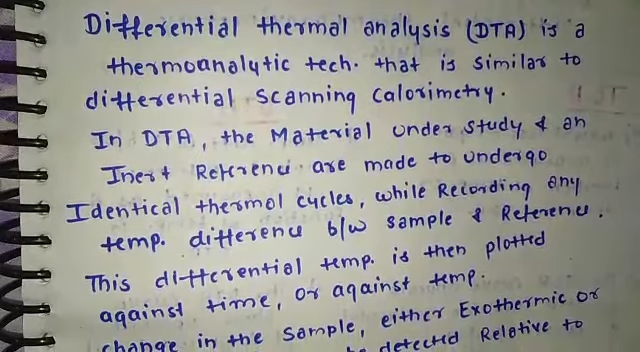 Differential thermal analysis (DTA) is a
thermoanalytic tech. that is similar to
differential scanning calorimetry.
In DTA, the Material under study & an
Inert Reference are made to undergo
Identical thermal cycles, while Recording any
temp. difference b/w sample & Reference.
This differential temp. is then plotted
against time, or against temp.
change in the sample, either Exothermic or
detected Relative to